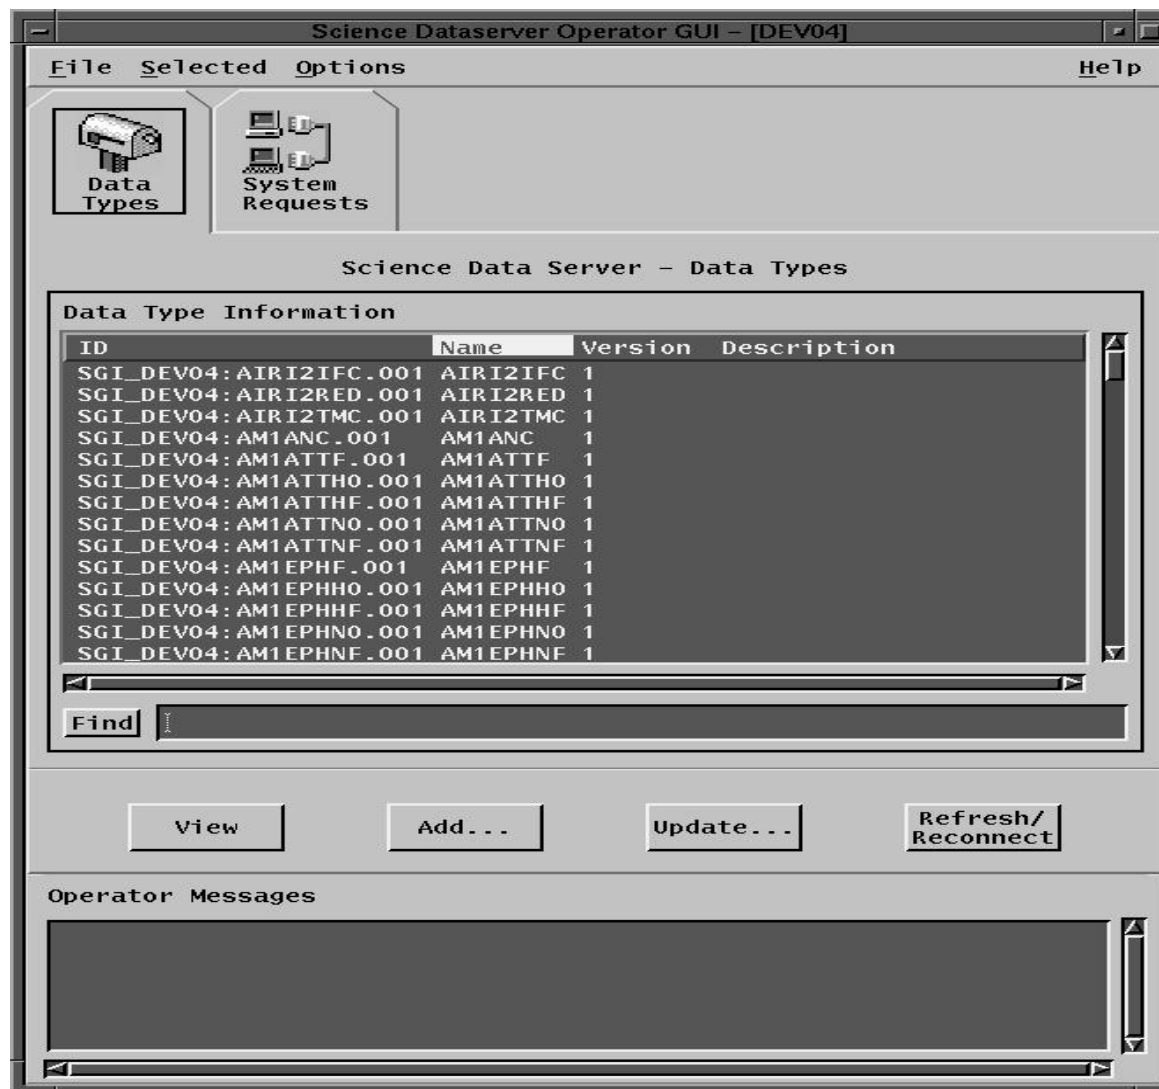 Science Dataserver Operator GUI – [DEV04]
File Selected Options Help
Data Types
System Requests
Science Data Server – Data Types
Data Type Information
ID Name Version Description
SGI_DEV04:AIRI2IFC.001 AIRI2IFC 1
SGI_DEV04:AIRI2RED.001 AIRI2RED 1
SGI_DEV04:AIRI2TMC.001 AIRI2TMC 1
SGI_DEV04:AM1ANC.001 AM1ANC 1
SGI_DEV04:AM1ATTF.001 AM1ATTF 1
SGI_DEV04:AM1ATTH0.001 AM1ATTH0 1
SGI_DEV04:AM1ATTHF.001 AM1ATTHF 1
SGI_DEV04:AM1ATTN0.001 AM1ATTN0 1
SGI_DEV04:AM1ATTNF.001 AM1ATTNF 1
SGI_DEV04:AM1EPHF.001 AM1EPHF 1
SGI_DEV04:AM1EPHH0.001 AM1EPHH0 1
SGI_DEV04:AM1EPHHF.001 AM1EPHHF 1
SGI_DEV04:AM1EPHN0.001 AM1EPHN0 1
SGI_DEV04:AM1EPHNF.001 AM1EPHNF 1
Find
View Add... Update... Refresh/
Reconnect
Operator Messages